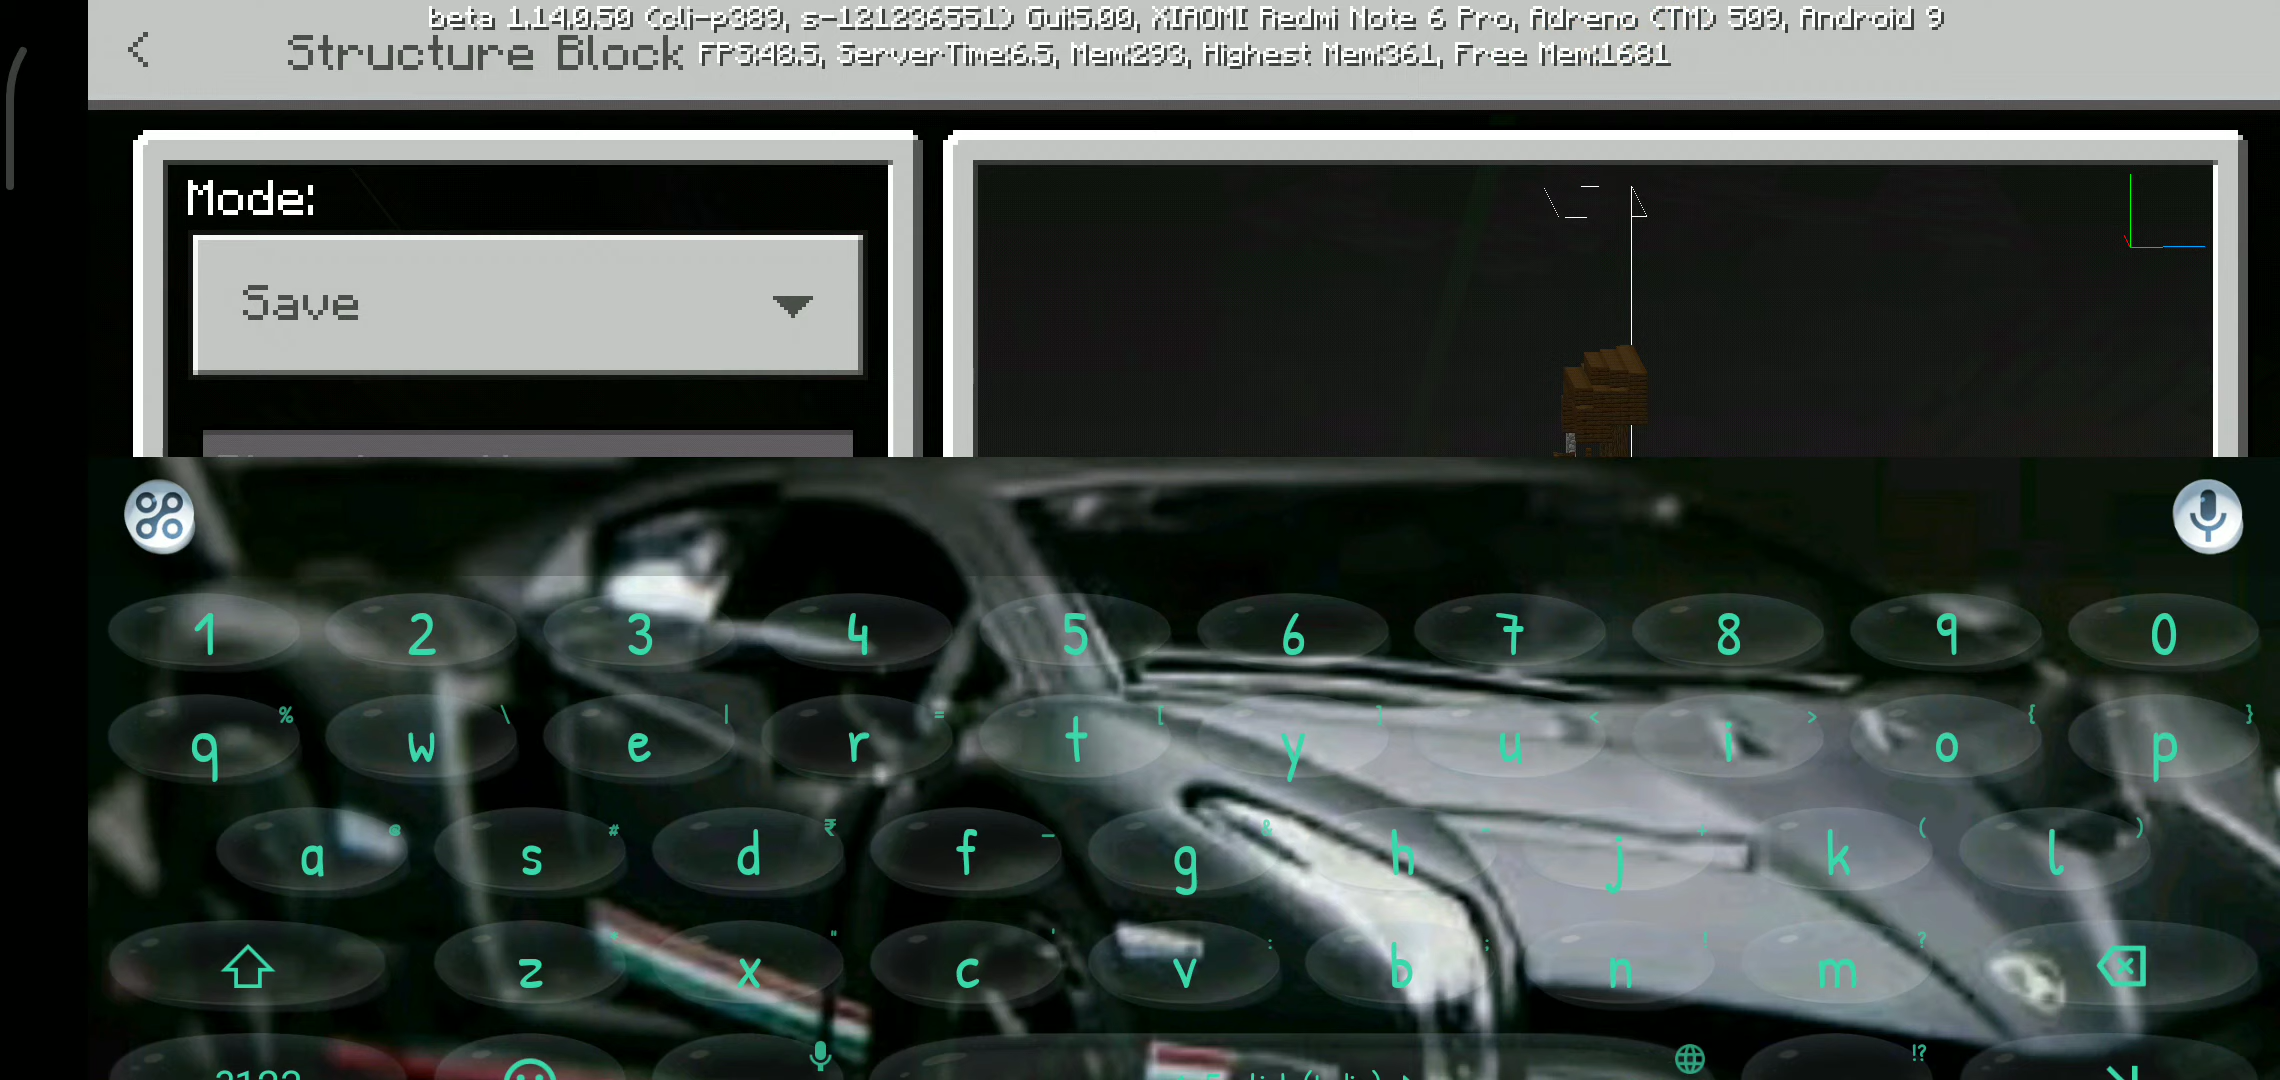 beta 1.14.0.50 (cli-p389, s-121236551) Gui:5.00, XIAOMI Redmi Note 6 Pro, Adreno (TM) 509, Android 9
Structure Block
FPS:48.5, ServerTime:6.5, Mem:293, Highest Mem:361, Free Mem:1681
Mode:
Save
1 2 3 4 5 6 7 8 9 0
% \ | = [ ] < > { }
q w e r t y u i o p
@ # ₹ _ & - + ( )
a s d f g h j k l
* " ' : ; ! ?
z x c v b n m
!?